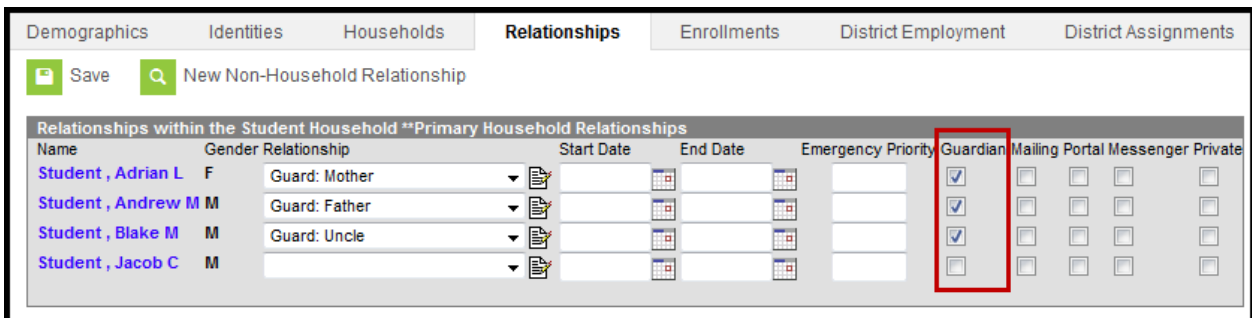 Demographics Identities Households Relationships Enrollments District Employment District Assignments
Save New Non-Household Relationship
Relationships within the Student Household **Primary Household Relationships
Name Gender Relationship Start Date End Date Emergency Priority Guardian Mailing Portal Messenger Private
Student , Adrian L F Guard: Mother
Student , Andrew M M Guard: Father
Student , Blake M M Guard: Uncle
Student , Jacob C M